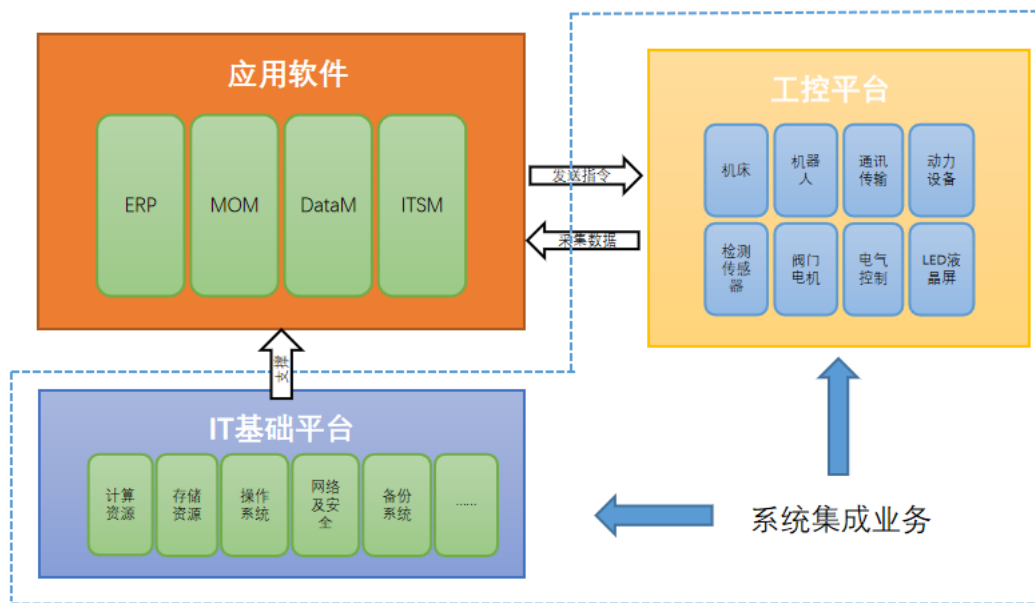 应用软件
ERP
MOM
DataM
ITSM
发送指令
采集数据
工控平台
机床
机器
人
通讯
传输
动力
设备
检测
传感
器
阀门
电机
电气
控制
LED液
晶屏
支撑
IT基础平台
计算
资源
存储
资源
操作
系统
网络
及安
全
备份
系统
……
系统集成业务